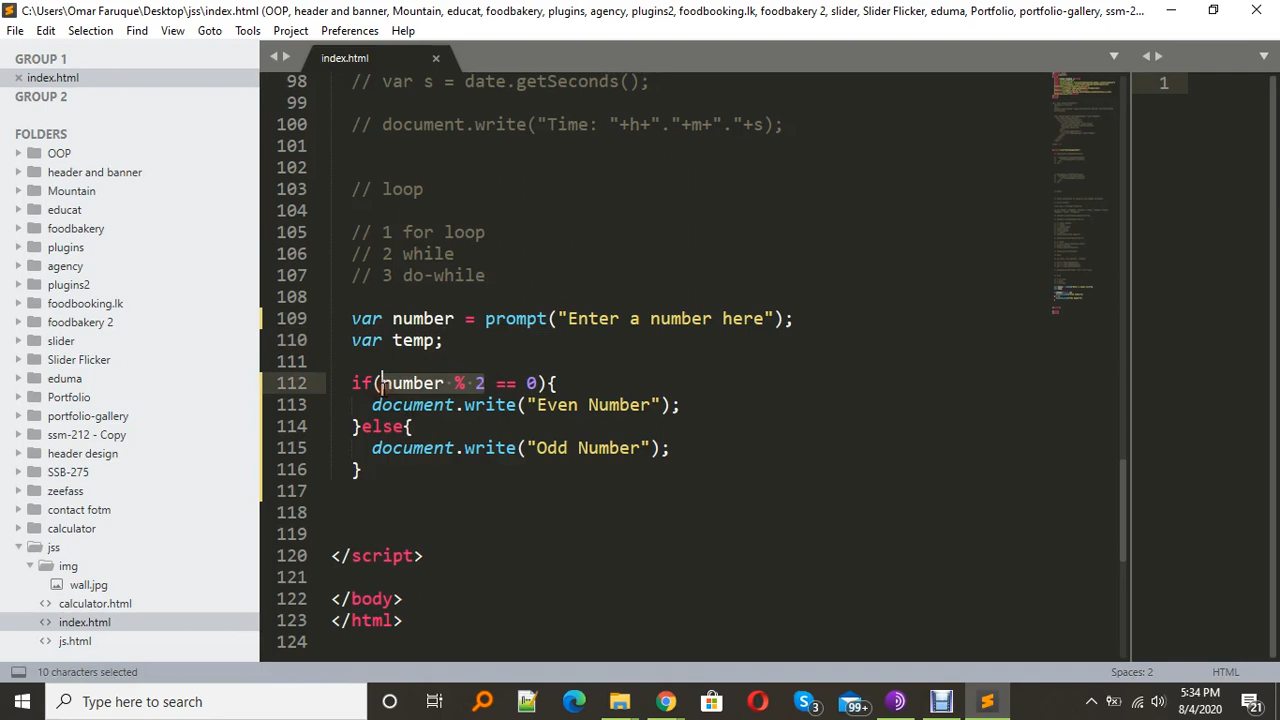 C:\Users\Omar Faruque\Desktop\jss\index.html (OOP, header and banner, Mountain, educat, foodbakery, plugins, agency, plugins2, foodbooking.lk, foodbakery 2, slider, Slider Flicker, eduma, Portfolio, portfolio-gallery, ssm-2...
File Edit Selection Find View Goto Tools Project Preferences Help
GROUP 1
index.html
GROUP 2
FOLDERS
OOP
header and banner
Mountain
educat
foodbakery
plugins
agency
plugins2
foodbooking.lk
foodbakery 2
slider
Slider Flicker
eduma
Portfolio
portfolio-gallery
ssm-212 - Copy
header design
SSB-275
zeefass
contact fotm
calculator
jss
img
wall.jpg
calculator.html
index.html
js.html
index.html
98 // var s = date.getSeconds();
99
100 // document.write("Time: "+h+"."+m+"."+s);
101
102
103 // loop
104
105 1 for loop
106 2 while
107 3 do-while
108
109 var number = prompt("Enter a number here");
110 var temp;
111
112 if(number % 2 == 0){
113 document.write("Even Number");
114 }else{
115 document.write("Odd Number");
116 }
117
118
119
120 </script>
121
122 </body>
123 </html>
124
1
10 characters selected
Spaces: 2
HTML
Type here to search
3
99+
5:34 PM
8/4/2020
21